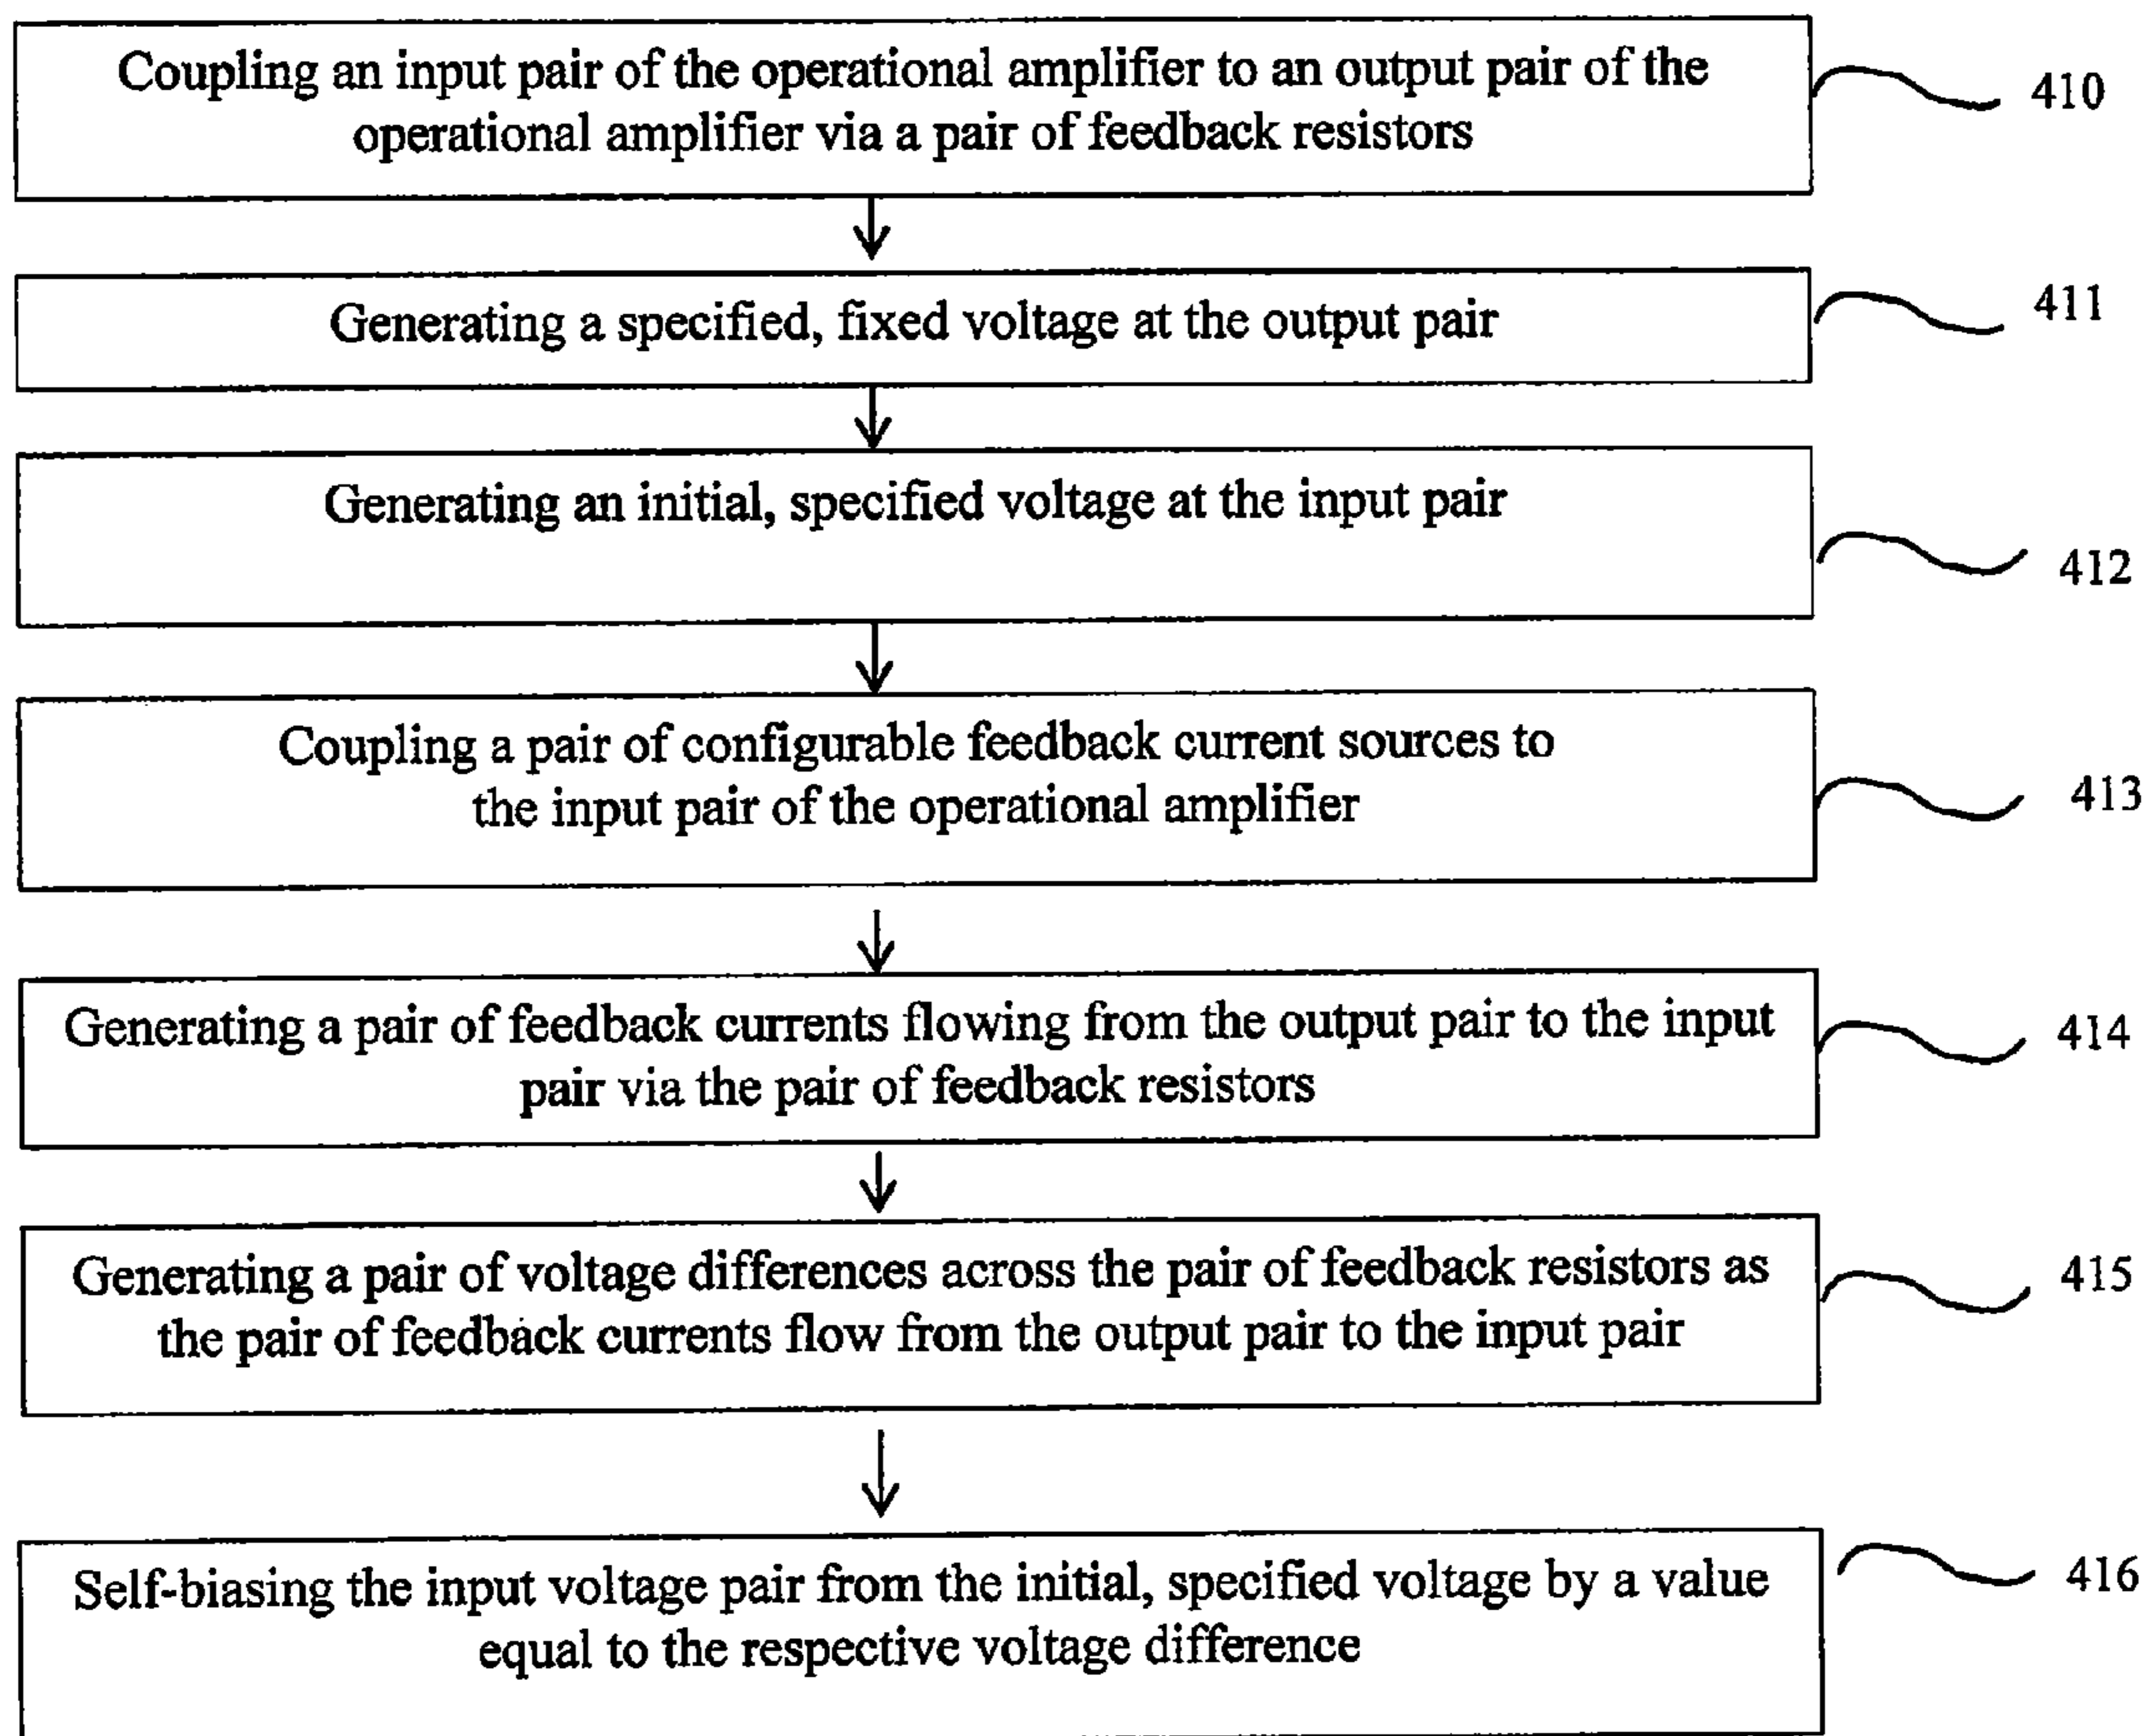 Coupling an input pair of the operational amplifier to an output pair of the
operational amplifier via a pair of feedback resistors
410
Generating a specified, fixed voltage at the output pair
411
Generating an initial, specified voltage at the input pair
412
Coupling a pair of configurable feedback current sources to
the input pair of the operational amplifier
413
Generating a pair of feedback currents flowing from the output pair to the input
pair via the pair of feedback resistors
414
Generating a pair of voltage differences across the pair of feedback resistors as
the pair of feedback currents flow from the output pair to the input pair
415
Self-biasing the input voltage pair from the initial, specified voltage by a value
equal to the respective voltage difference
416